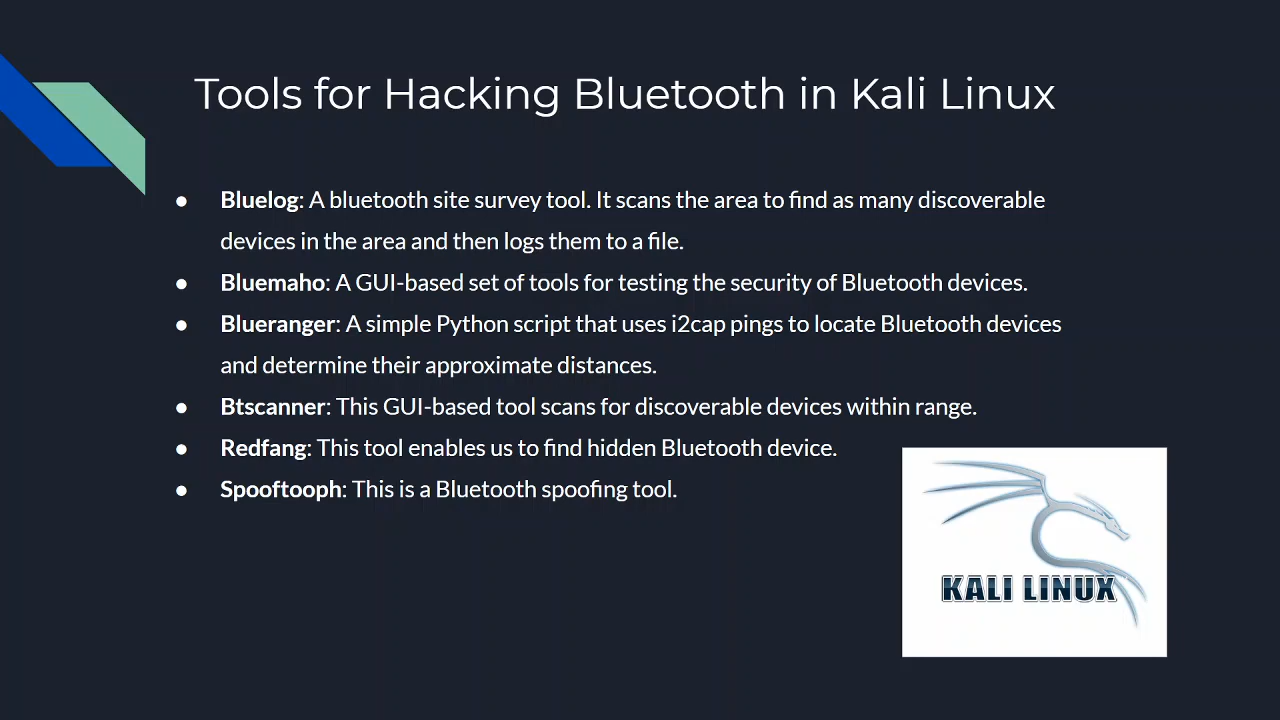 Tools for Hacking Bluetooth in Kali Linux
● Bluelog: A bluetooth site survey tool. It scans the area to find as many discoverable
devices in the area and then logs them to a file.
● Bluemaho: A GUI-based set of tools for testing the security of Bluetooth devices.
● Blueranger: A simple Python script that uses i2cap pings to locate Bluetooth devices
and determine their approximate distances.
● Btscanner: This GUI-based tool scans for discoverable devices within range.
● Redfang: This tool enables us to find hidden Bluetooth device.
● Spooftooph: This is a Bluetooth spoofing tool.
KALI LINUX